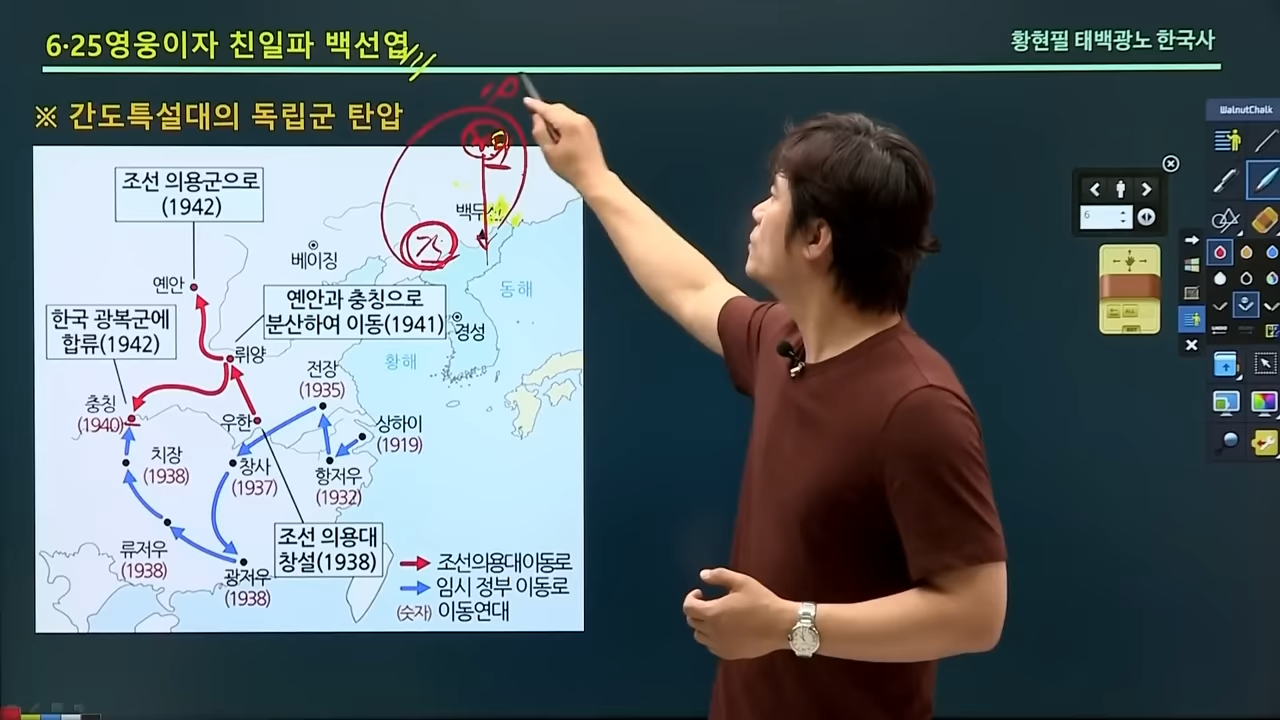 6·25영웅이자 친일파 백선엽
황현필 태백광노 한국사
※ 간도특설대의 독립군 탄압
조선 의용군으로
(1942)
백두산
베이징
동해
옌안
옌안과 충칭으로
분산하여 이동(1941)
경성
한국 광복군에
합류(1942)
뤄양
황해
전장
(1935)
충칭
(1940)
우한
상하이
(1919)
치장
(1938)
창사
(1937)
항저우
(1932)
조선 의용대
창설(1938)
류저우
(1938)
광저우
(1938)
조선의용대이동로
임시 정부 이동로
(숫자) 이동연대
WalnutChalk
6
ALL